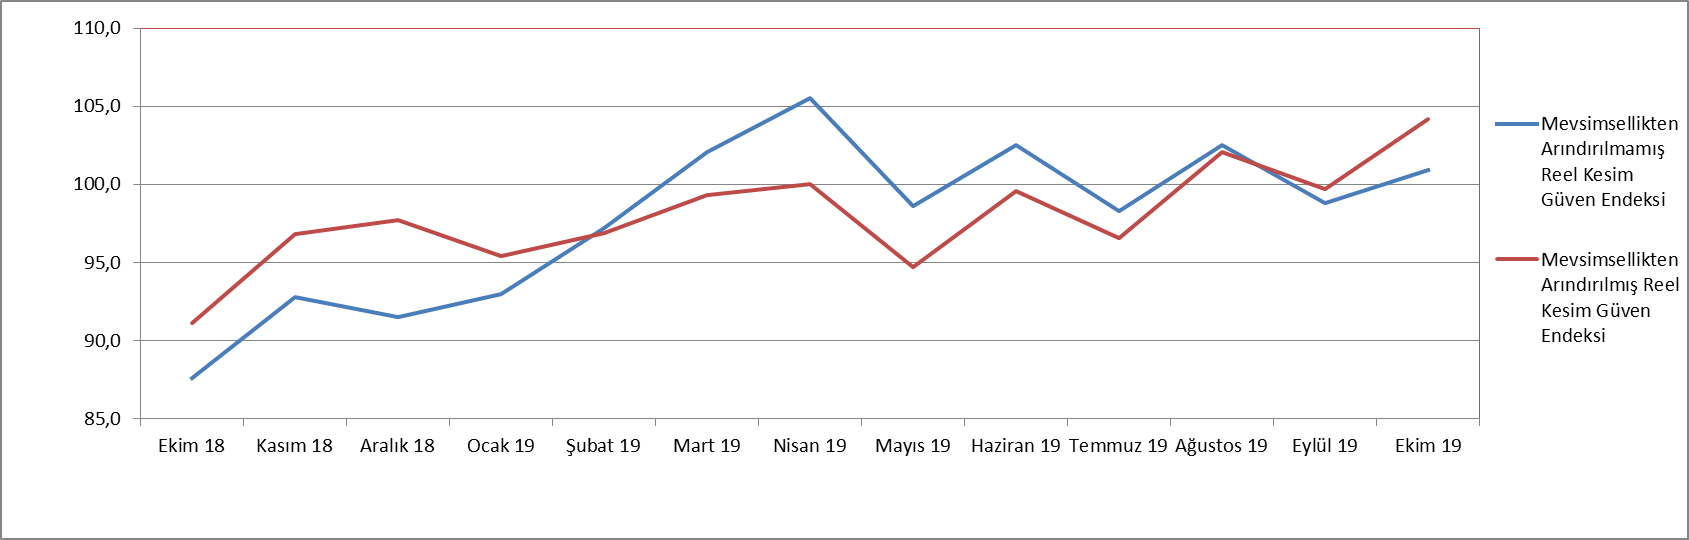 110,0
105,0
100,0
95,0
90,0
85,0
Ekim 18 Kasım 18 Aralık 18 Ocak 19 Şubat 19 Mart 19 Nisan 19 Mayıs 19 Haziran 19 Temmuz 19 Ağustos 19 Eylül 19 Ekim 19
Mevsimsellikten
Arındırılmamış
Reel Kesim
Güven Endeksi
Mevsimsellikten
Arındırılmış Reel
Kesim Güven
Endeksi